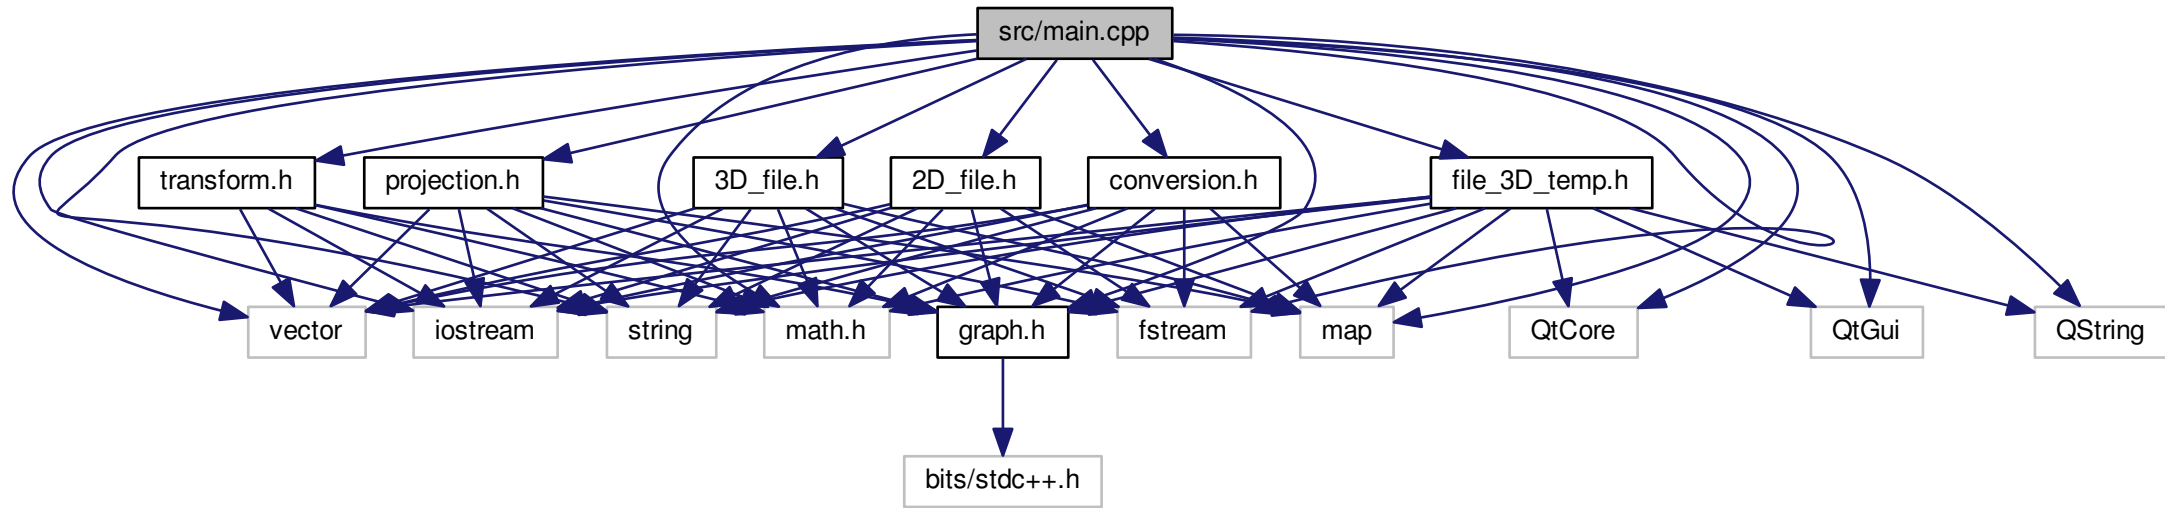 src/main.cpp
transform.h
projection.h
3D_file.h
2D_file.h
conversion.h
file_3D_temp.h
vector
iostream
string
math.h
graph.h
fstream
map
QtCore
QtGui
QString
bits/stdc++.h